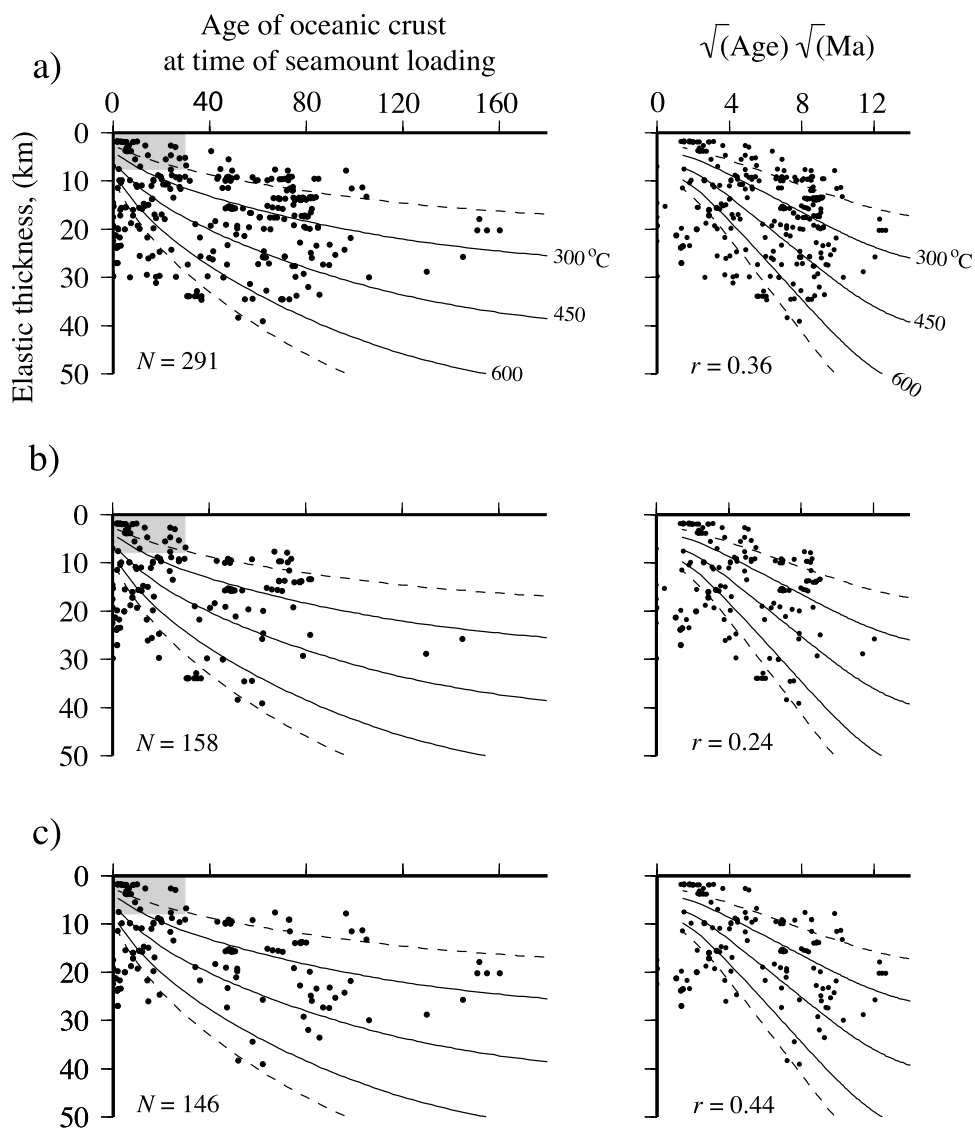 Age of oceanic crust
at time of seamount loading
√(Age) √(Ma)
a)
0 40 80 120 160
0 4 8 12
Elastic thickness, (km)
0
10
20
30
40
50
300 °C
450
600
N = 291
300 °C
450
600
r = 0.36
b)
0
10
20
30
40
50
N = 158
r = 0.24
c)
0
10
20
30
40
50
N = 146
r = 0.44